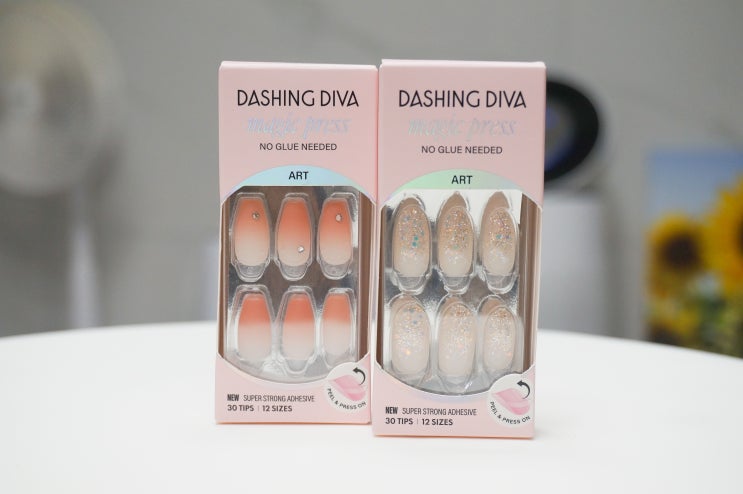 DASHING DIVA
magic press
NO GLUE NEEDED
ART
NEW SUPER STRONG ADHESIVE
30 TIPS | 12 SIZES
PEEL & PRESS ON
DASHING DIVA
magic press
NO GLUE NEEDED
ART
NEW SUPER STRONG ADHESIVE
30 TIPS | 12 SIZES
PEEL & PRESS ON